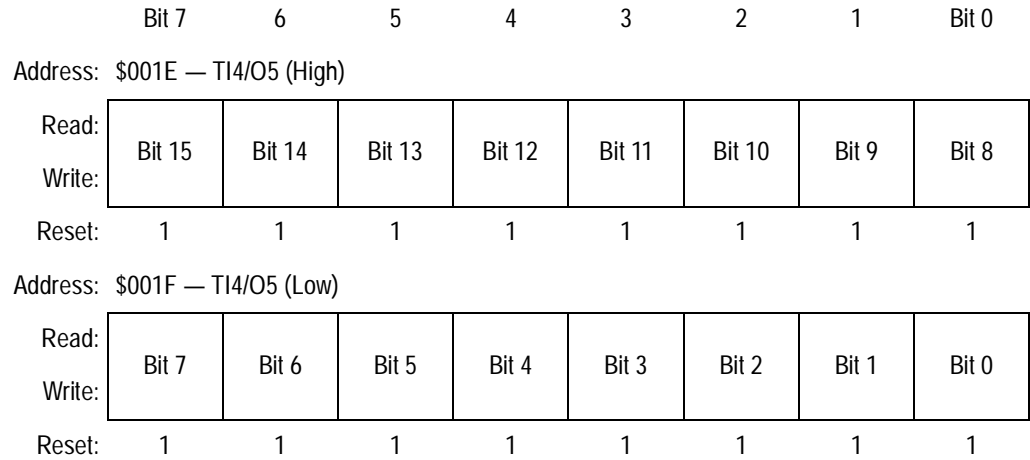 Bit 7 6 5 4 3 2 1 Bit 0
Address: $001E — TI4/O5 (High)
Read:
Bit 15 Bit 14 Bit 13 Bit 12 Bit 11 Bit 10 Bit 9 Bit 8
Write:
Reset: 1 1 1 1 1 1 1 1
Address: $001F — TI4/O5 (Low)
Read:
Bit 7 Bit 6 Bit 5 Bit 4 Bit 3 Bit 2 Bit 1 Bit 0
Write:
Reset: 1 1 1 1 1 1 1 1